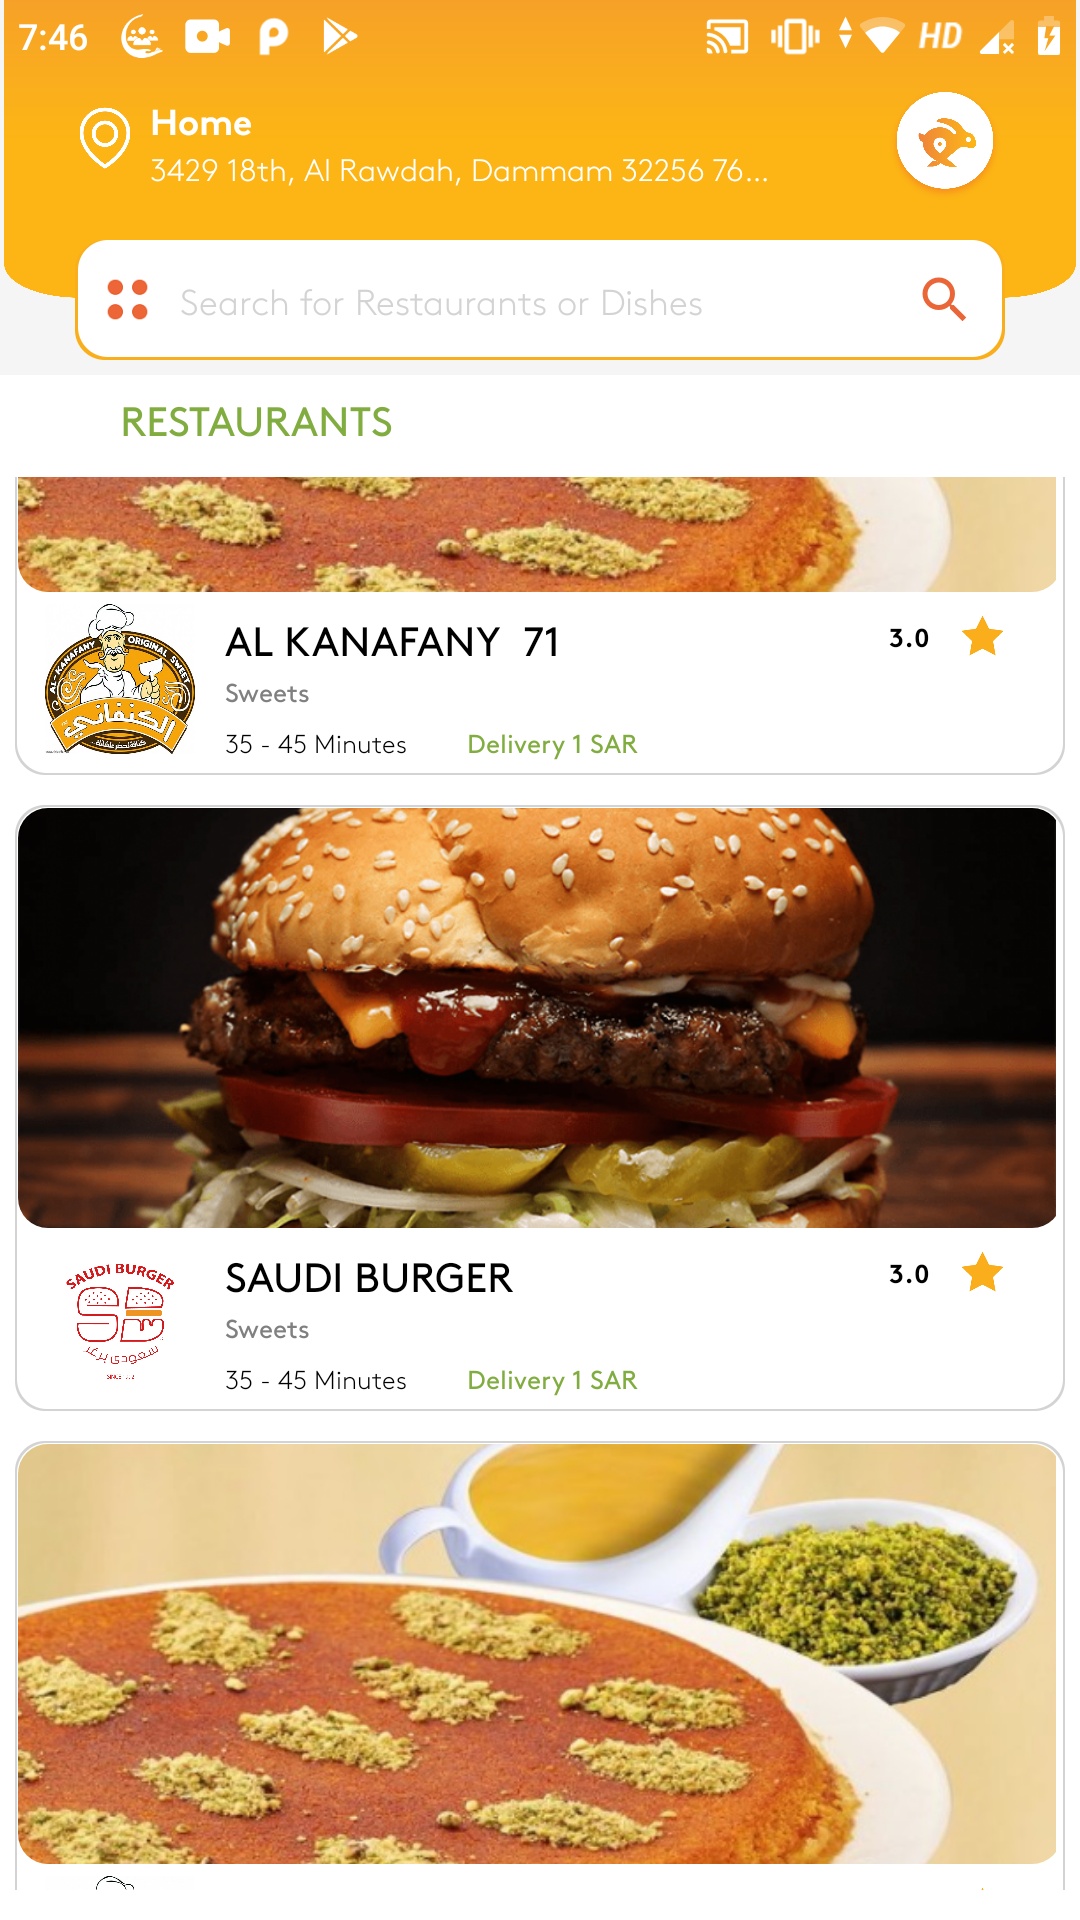 7:46
HD
Home
3429 18th, Al Rawdah, Dammam 32256 76...
Search for Restaurants or Dishes
RESTAURANTS
AL-KANAFANY ORIGINAL SWEET
الكنفاني
AL KANAFANY 71
3.0
Sweets
35 - 45 Minutes
Delivery 1 SAR
SAUDI BURGER
سعودي برغر
SAUDI BURGER
3.0
Sweets
35 - 45 Minutes
Delivery 1 SAR